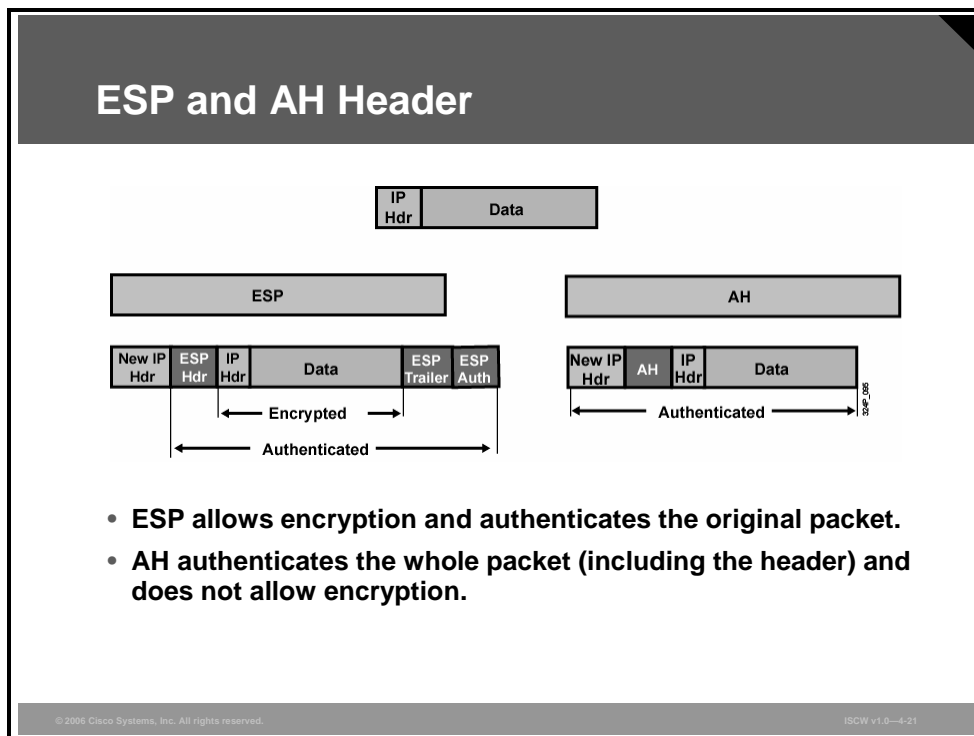 ESP and AH Header
IP
Hdr
Data
ESP
AH
New IP
Hdr
ESP
Hdr
IP
Hdr
Data
ESP
Trailer
ESP
Auth
New IP
Hdr
AH
IP
Hdr
Data
Encrypted
Authenticated
Authenticated
324P_095
• ESP allows encryption and authenticates the original packet.
• AH authenticates the whole packet (including the header) and
does not allow encryption.
© 2006 Cisco Systems, Inc. All rights reserved.
ISCW v1.0—4-21